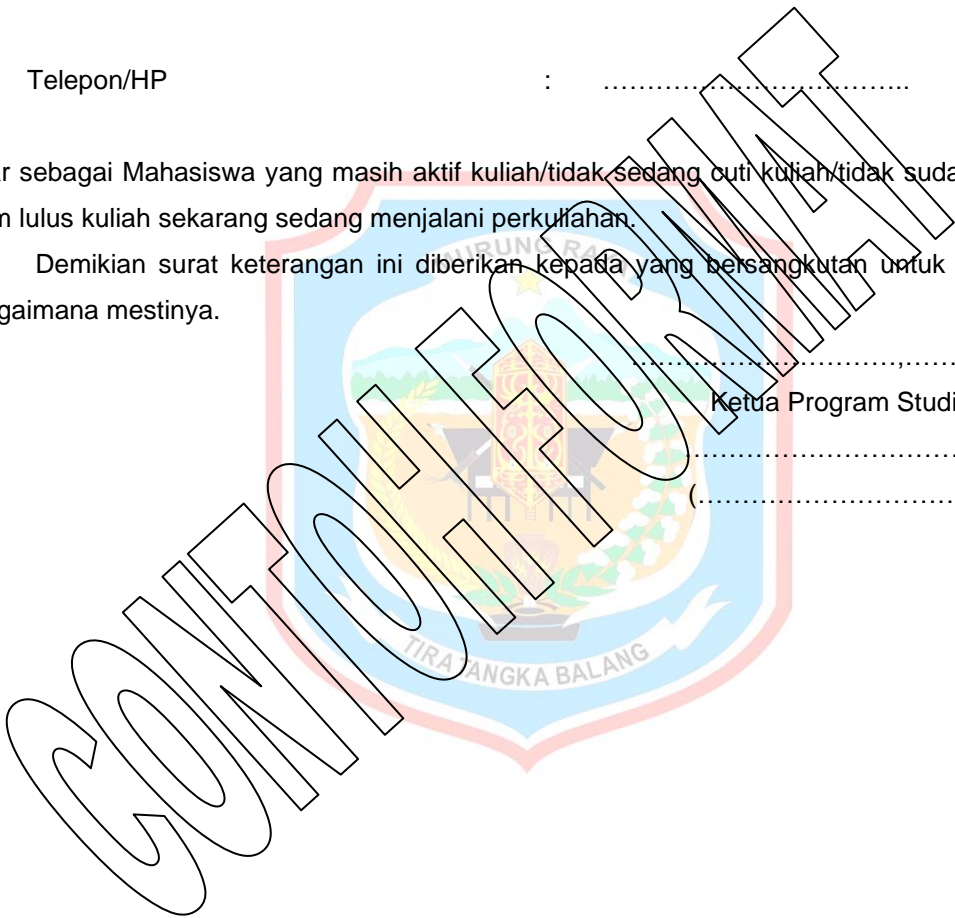 Telepon/HP : ……………………………..
r sebagai Mahasiswa yang masih aktif kuliah/tidak sedang cuti kuliah/tidak suda
m lulus kuliah sekarang sedang menjalani perkuliahan.
Demikian surat keterangan ini diberikan kepada yang bersangkutan untuk
gaimana mestinya.
…………………………,……
Ketua Program Studi
…………………………
(…………………………
CONTOH FORMAT
MURUNG RAYA
TIRA TANGKA BALANG